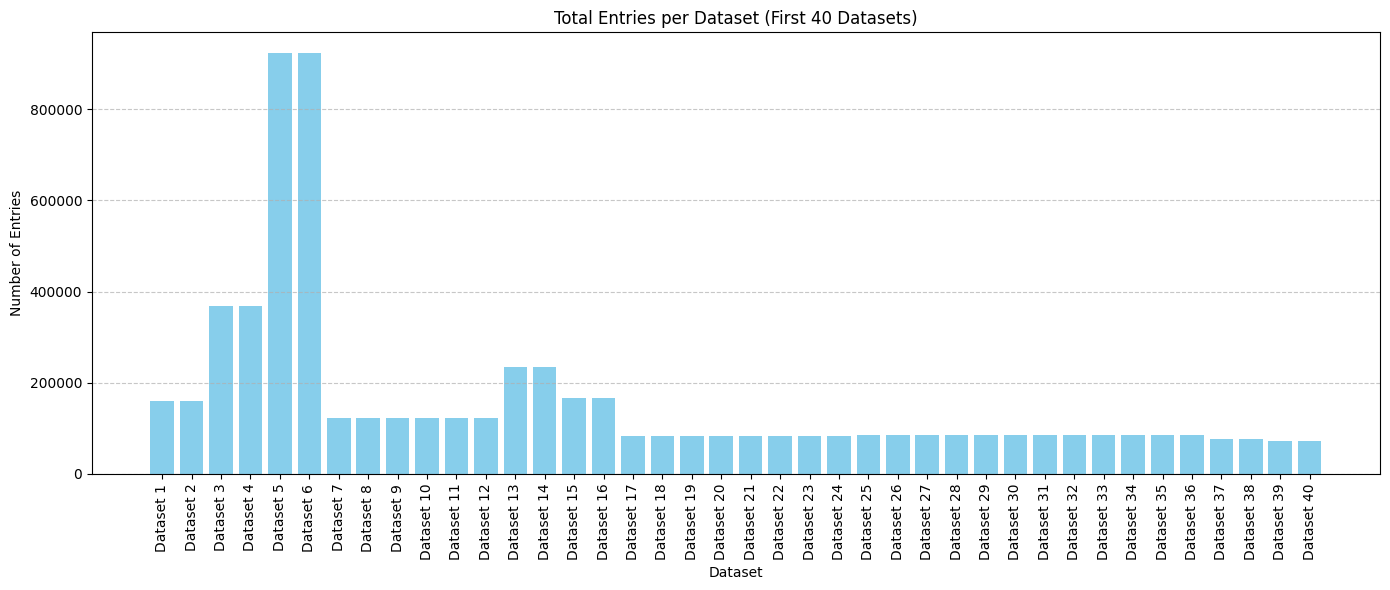 Total Entries per Dataset (First 40 Datasets)
Number of Entries
800000
600000
400000
200000
0
Dataset 1
Dataset 2
Dataset 3
Dataset 4
Dataset 5
Dataset 6
Dataset 7
Dataset 8
Dataset 9
Dataset 10
Dataset 11
Dataset 12
Dataset 13
Dataset 14
Dataset 15
Dataset 16
Dataset 17
Dataset 18
Dataset 19
Dataset 20
Dataset 21
Dataset 22
Dataset 23
Dataset 24
Dataset 25
Dataset 26
Dataset 27
Dataset 28
Dataset 29
Dataset 30
Dataset 31
Dataset 32
Dataset 33
Dataset 34
Dataset 35
Dataset 36
Dataset 37
Dataset 38
Dataset 39
Dataset 40
Dataset